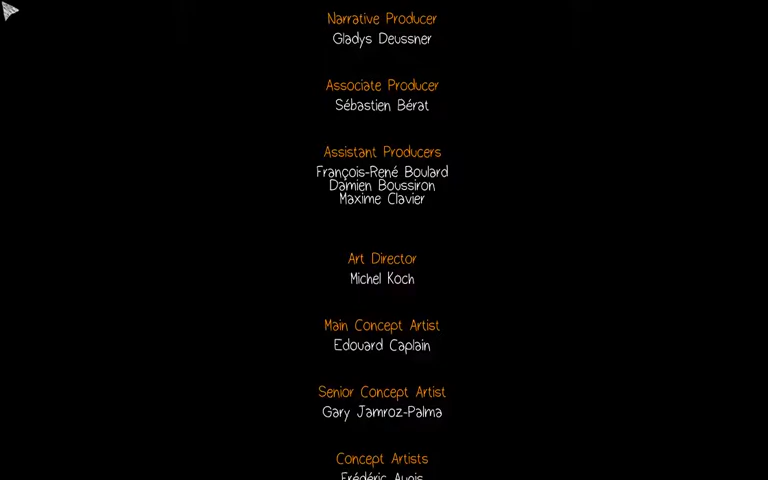 Narrative Producer
Gladys Deussner
Associate Producer
Sébastien Bérat
Assistant Producers
François-René Boulard
Damien Boussiron
Maxime Clavier
Art Director
Michel Koch
Main Concept Artist
Edouard Caplain
Senior Concept Artist
Gary Jamroz-Palma
Concept Artists
Frédéric